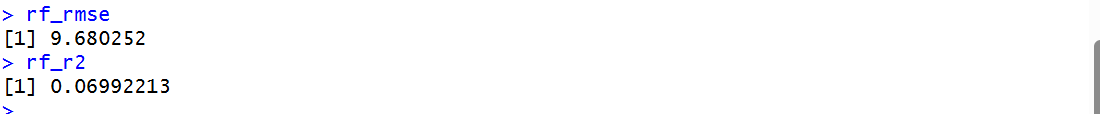 > rf_rmse
[1] 9.680252
> rf_r2
[1] 0.06992213
>